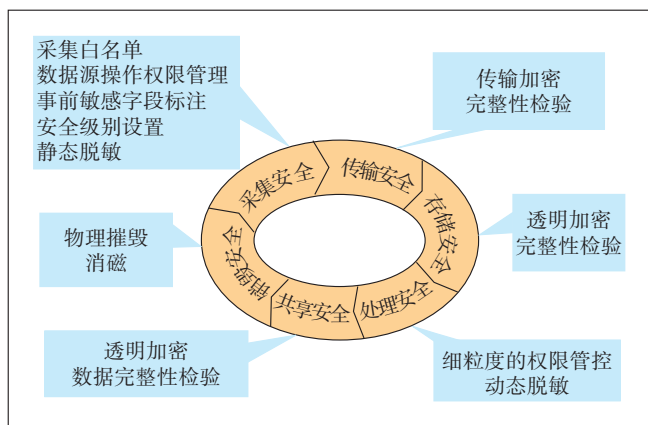 采集白名单
数据源操作权限管理
事前敏感字段标注
安全级别设置
静态脱敏
传输加密
完整性检验
采集安全
传输安全
存储安全
处理安全
共享安全
销毁安全
透明加密
完整性检验
物理摧毁
消磁
透明加密
数据完整性检验
细粒度的权限管控
动态脱敏